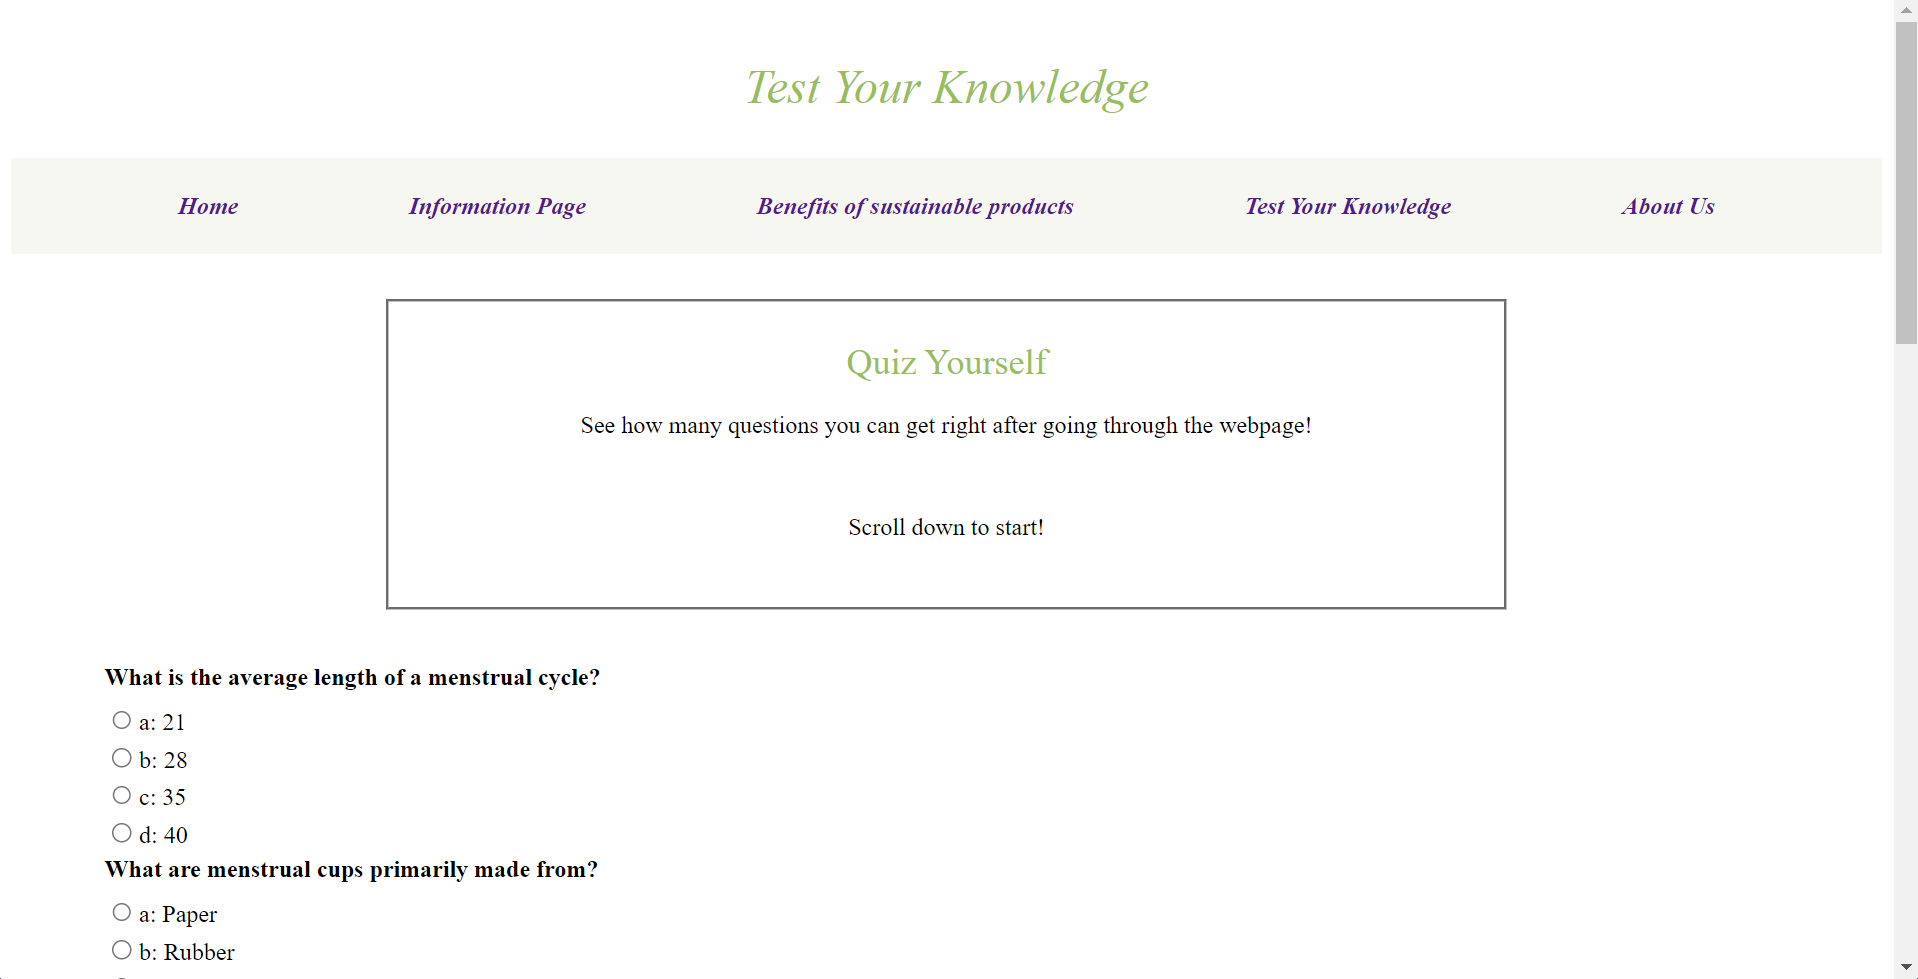 Test Your Knowledge
Home Information Page Benefits of sustainable products Test Your Knowledge About Us
Quiz Yourself
See how many questions you can get right after going through the webpage!
Scroll down to start!
What is the average length of a menstrual cycle?
a: 21
b: 28
c: 35
d: 40
What are menstrual cups primarily made from?
a: Paper
b: Rubber